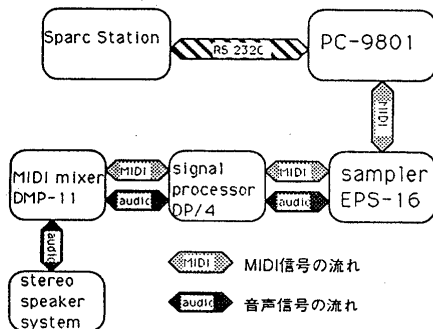 Sparc Station
RS 232C
PC-9801
MIDI
MIDI mixer
DMP-11
MIDI
audio
signal
processor
DP/4
MIDI
audio
sampler
EPS-16
audio
stereo
speaker
system
MIDI MIDI信号の流れ
audio 音声信号の流れ